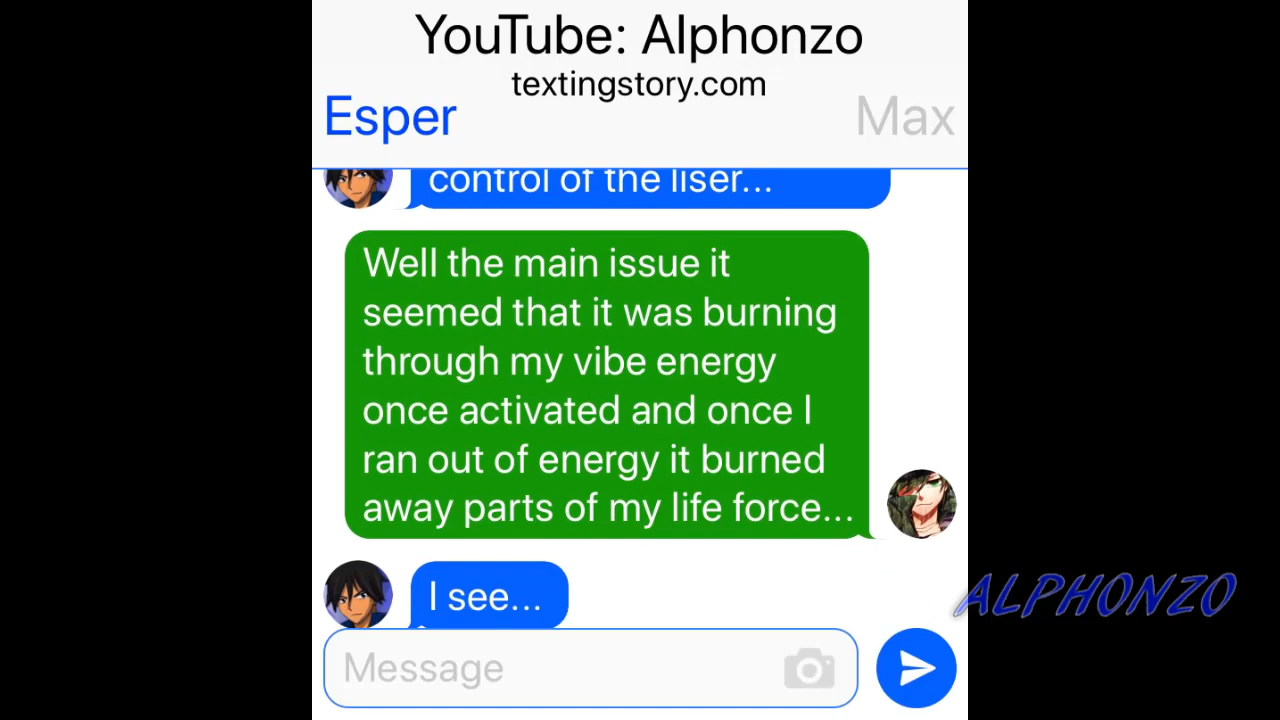 YouTube: Alphonzo
textingstory.com
Esper
Max
control of the liser...
Well the main issue it
seemed that it was burning
through my vibe energy
once activated and once I
ran out of energy it burned
away parts of my life force...
I see...
ALPHONZO
Message